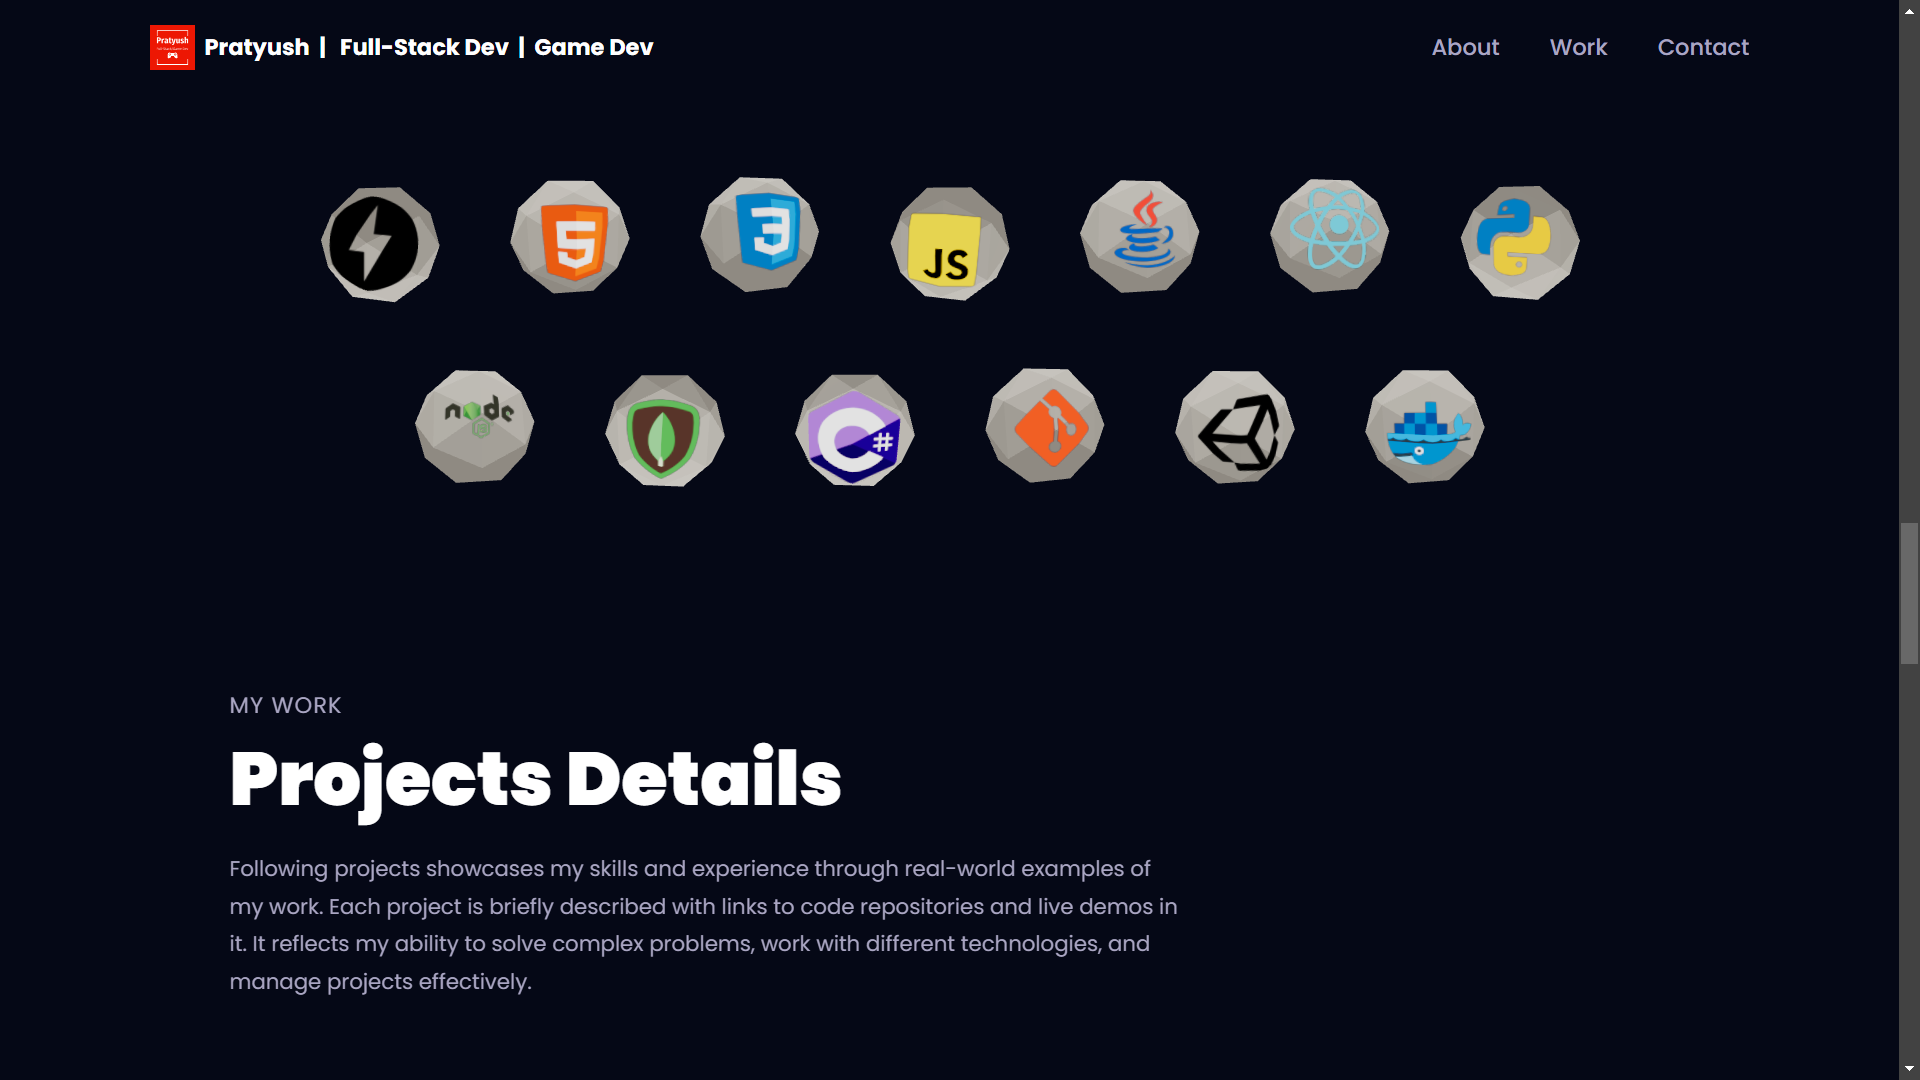 Pratyush
Pratyush | Full-Stack Dev | Game Dev
About
Work
Contact
5
3
JS
node
JS
C#
MY WORK
Projects Details
Following projects showcases my skills and experience through real-world examples of
my work. Each project is briefly described with links to code repositories and live demos in
it. It reflects my ability to solve complex problems, work with different technologies, and
manage projects effectively.